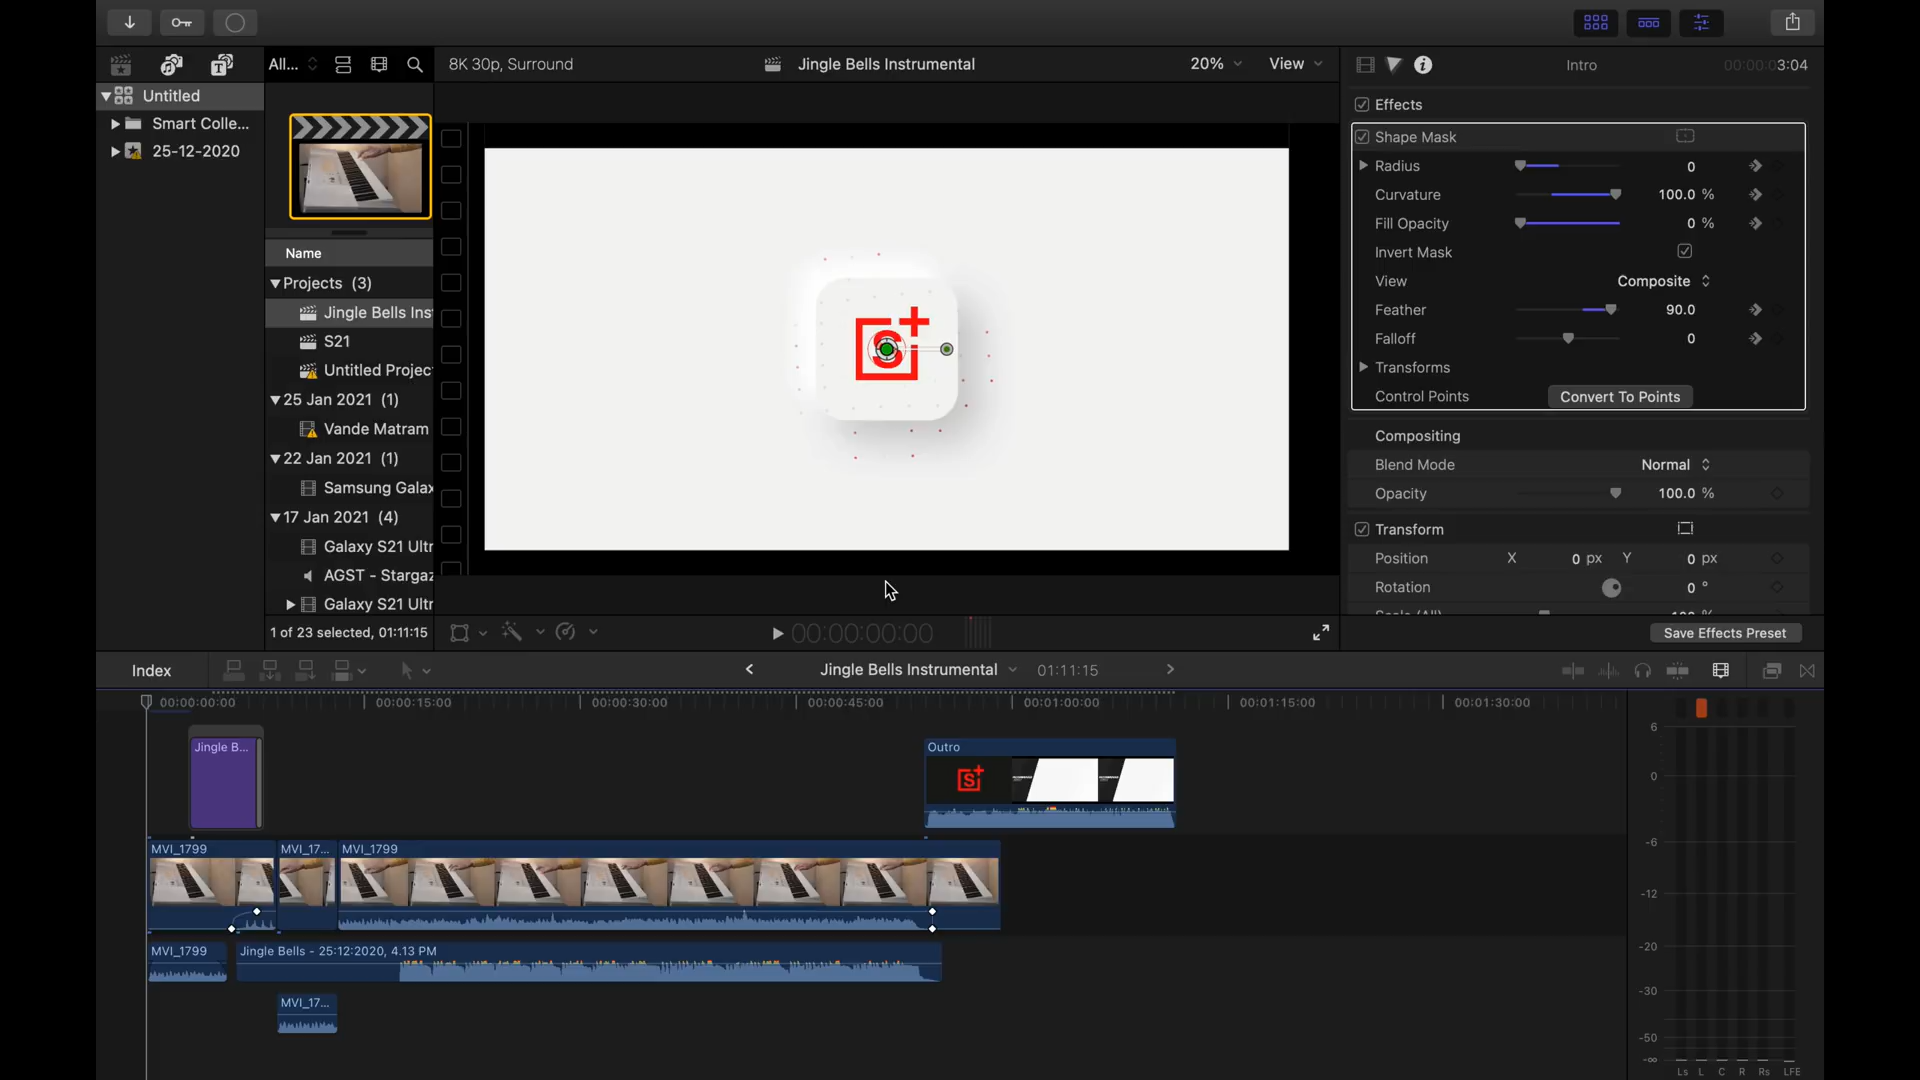 All...
8K 30p, Surround
Jingle Bells Instrumental
20%
View
Intro
00:00:03:04
Untitled
Smart Colle...
25-12-2020
Effects
Shape Mask
Radius 0
Curvature 100.0 %
Fill Opacity 0 %
Invert Mask
View Composite
Feather 90.0
Falloff 0
Transforms
Control Points Convert To Points
Compositing
Blend Mode Normal
Opacity 100.0 %
Transform
Position X 0 px Y 0 px
Rotation 0 °
Scale (All) 100 %
Save Effects Preset
Name
Projects (3)
Jingle Bells Ins
S21
Untitled Projec
25 Jan 2021 (1)
Vande Matram
22 Jan 2021 (1)
Samsung Galax
17 Jan 2021 (4)
Galaxy S21 Ultr
AGST - Stargaz
Galaxy S21 Ultr
1 of 23 selected, 01:11:15
S
00:00:00:00
Index
Jingle Bells Instrumental
01:11:15
00:00:00:00
00:00:15:00
00:00:30:00
00:00:45:00
00:01:00:00
00:01:15:00
00:01:30:00
Jingle B...
Outro
S
MVI_1799
MVI_17...
MVI_1799
MVI_1799
Jingle Bells - 25:12:2020, 4.13 PM
MVI_17...
6
0
-6
-12
-20
-30
-50
-∞
Ls L C R Rs LFE